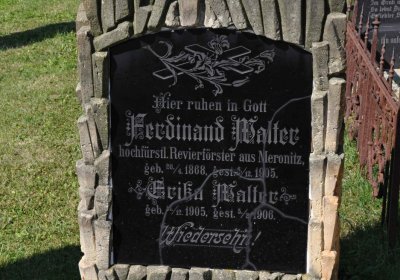 Hier ruhen in Gott
Ferdinand Walter
hochfürstl. Revierförster aus Meronitz,
geb. 1868, gest. 1905.
Erika Walter
geb. 1905, gest. 1906.
Wiedersehn!